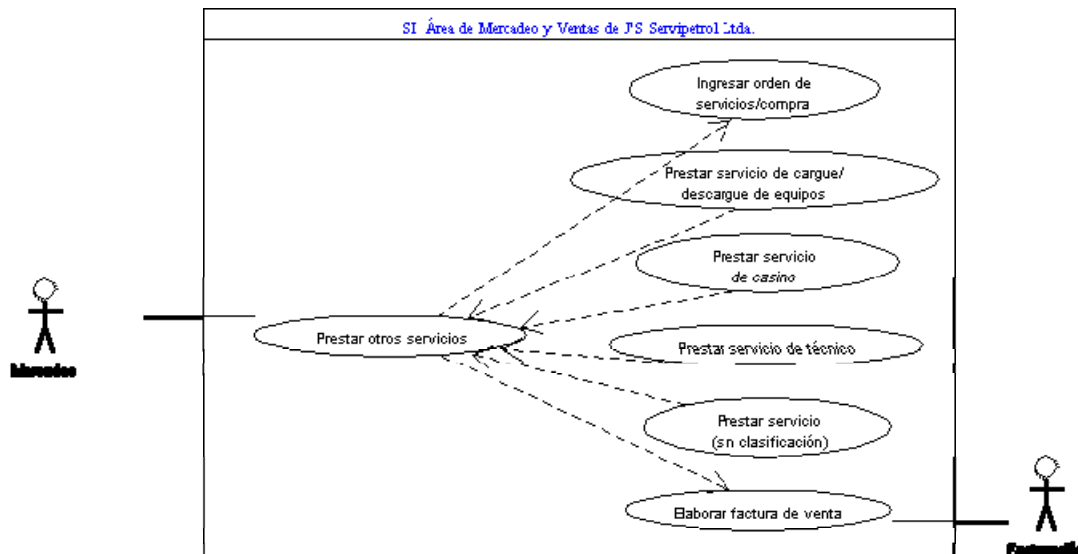 SI Área de Mercadeo y Ventas de J'S Servipetrol Ltda.
Ingresar orden de
servicios/compra
Prestar servicio de cargue/
descargue de equipos
Prestar servicio
de casino
Prestar otros servicios
Prestar servicio de técnico
Prestar servicio
(sn clasificación)
Elaborar factura de venta
Mercadeo